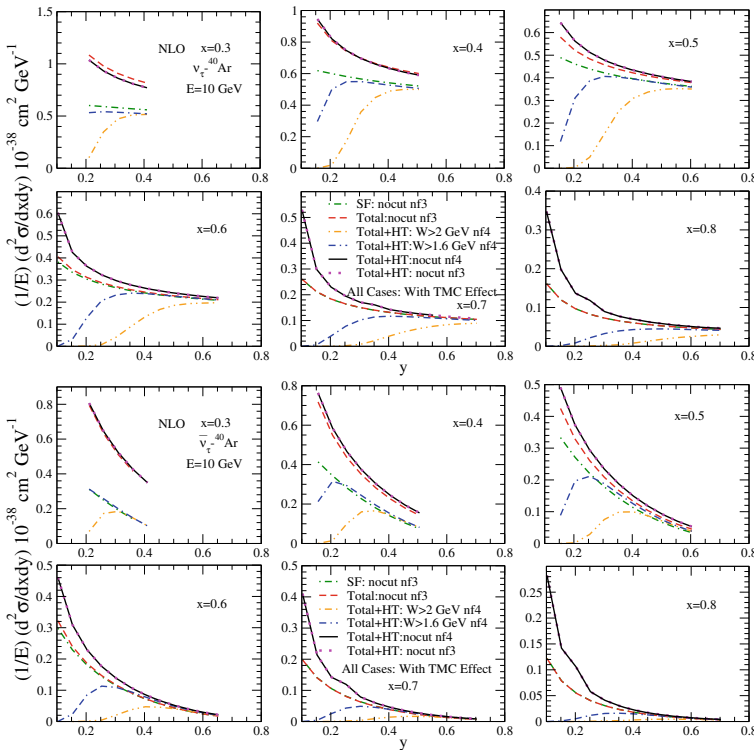 1.5
1
0.5
0
0.2 0.4 0.6 0.8
NLO x=0.3
ντ-⁴⁰Ar
E=10 GeV
1
0.8
0.6
0.4
0.2
0
0.2 0.4 0.6 0.8
x=0.4
0.7
0.6
0.5
0.4
0.3
0.2
0.1
0
0.2 0.4 0.6 0.8
x=0.5
(1/E) (d²σ/dxdy) 10⁻³⁸ cm² GeV⁻¹
0.6
0.5
0.4
0.3
0.2
0.1
0
0.2 0.4 0.6 0.8
x=0.6
0.5
0.4
0.3
0.2
0.1
0
0.2 0.4 0.6 0.8
SF: nocut nf3
Total:nocut nf3
Total+HT: W>2 GeV nf4
Total+HT:W>1.6 GeV nf4
Total+HT:nocut nf4
Total+HT: nocut nf3
All Cases: With TMC Effect
x=0.7
y
0.4
0.3
0.2
0.1
0
0.2 0.4 0.6 0.8
x=0.8
0.8
0.6
0.4
0.2
0
0.2 0.4 0.6 0.8
NLO x=0.3
ν̅τ-⁴⁰Ar
E=10 GeV
0.8
0.6
0.4
0.2
0
0.2 0.4 0.6 0.8
x=0.4
0.5
0.4
0.3
0.2
0.1
0
0.2 0.4 0.6 0.8
x=0.5
(1/E) (d²σ/dxdy) 10⁻³⁸ cm² GeV⁻¹
0.5
0.4
0.3
0.2
0.1
0
0.2 0.4 0.6 0.8
x=0.6
0.5
0.4
0.3
0.2
0.1
0
0.2 0.4 0.6 0.8
SF: nocut nf3
Total:nocut nf3
Total+HT: W>2 GeV nf4
Total+HT:W>1.6 GeV nf4
Total+HT:nocut nf4
Total+HT: nocut nf3
All Cases: With TMC Effect
x=0.7
y
0.25
0.2
0.15
0.1
0.05
0
0.2 0.4 0.6 0.8
x=0.8